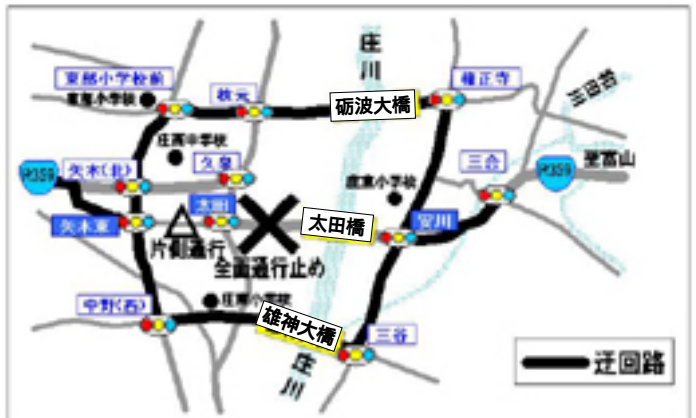 庄川
東部小学校前
東部小学校
秋元
砺波大橋
権正寺
和田川
庄西中学校
矢木(北)
久泉
三合
R359
R359
至富山
庄東小学校
太田
太田橋
安川
矢木東
片側通行
全面通行止め
庄南小学校
中野(西)
雄神大橋
三谷
庄川
迂回路